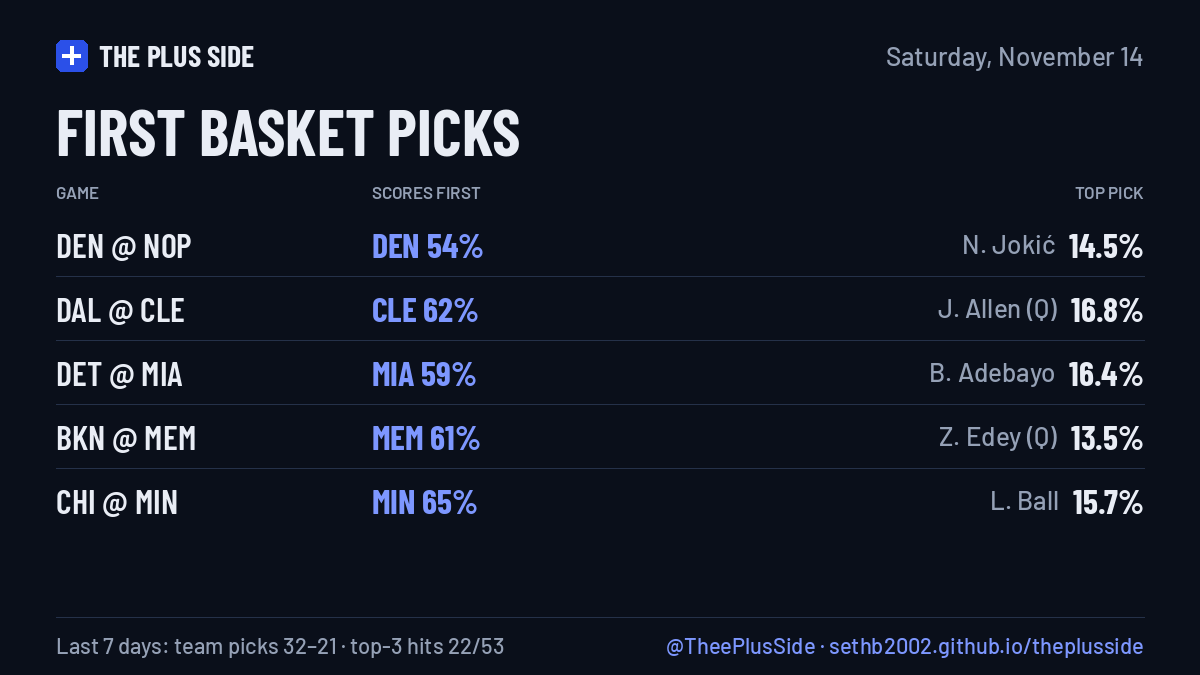 THE PLUS SIDE
Saturday, November 14
FIRST BASKET PICKS
GAME SCORES FIRST TOP PICK
DEN @ NOP DEN 54% N. Jokić 14.5%
DAL @ CLE CLE 62% J. Allen (Q) 16.8%
DET @ MIA MIA 59% B. Adebayo 16.4%
BKN @ MEM MEM 61% Z. Edey (Q) 13.5%
CHI @ MIN MIN 65% L. Ball 15.7%
Last 7 days: team picks 32–21 · top-3 hits 22/53
@TheePlusSide · sethb2002.github.io/theplusside